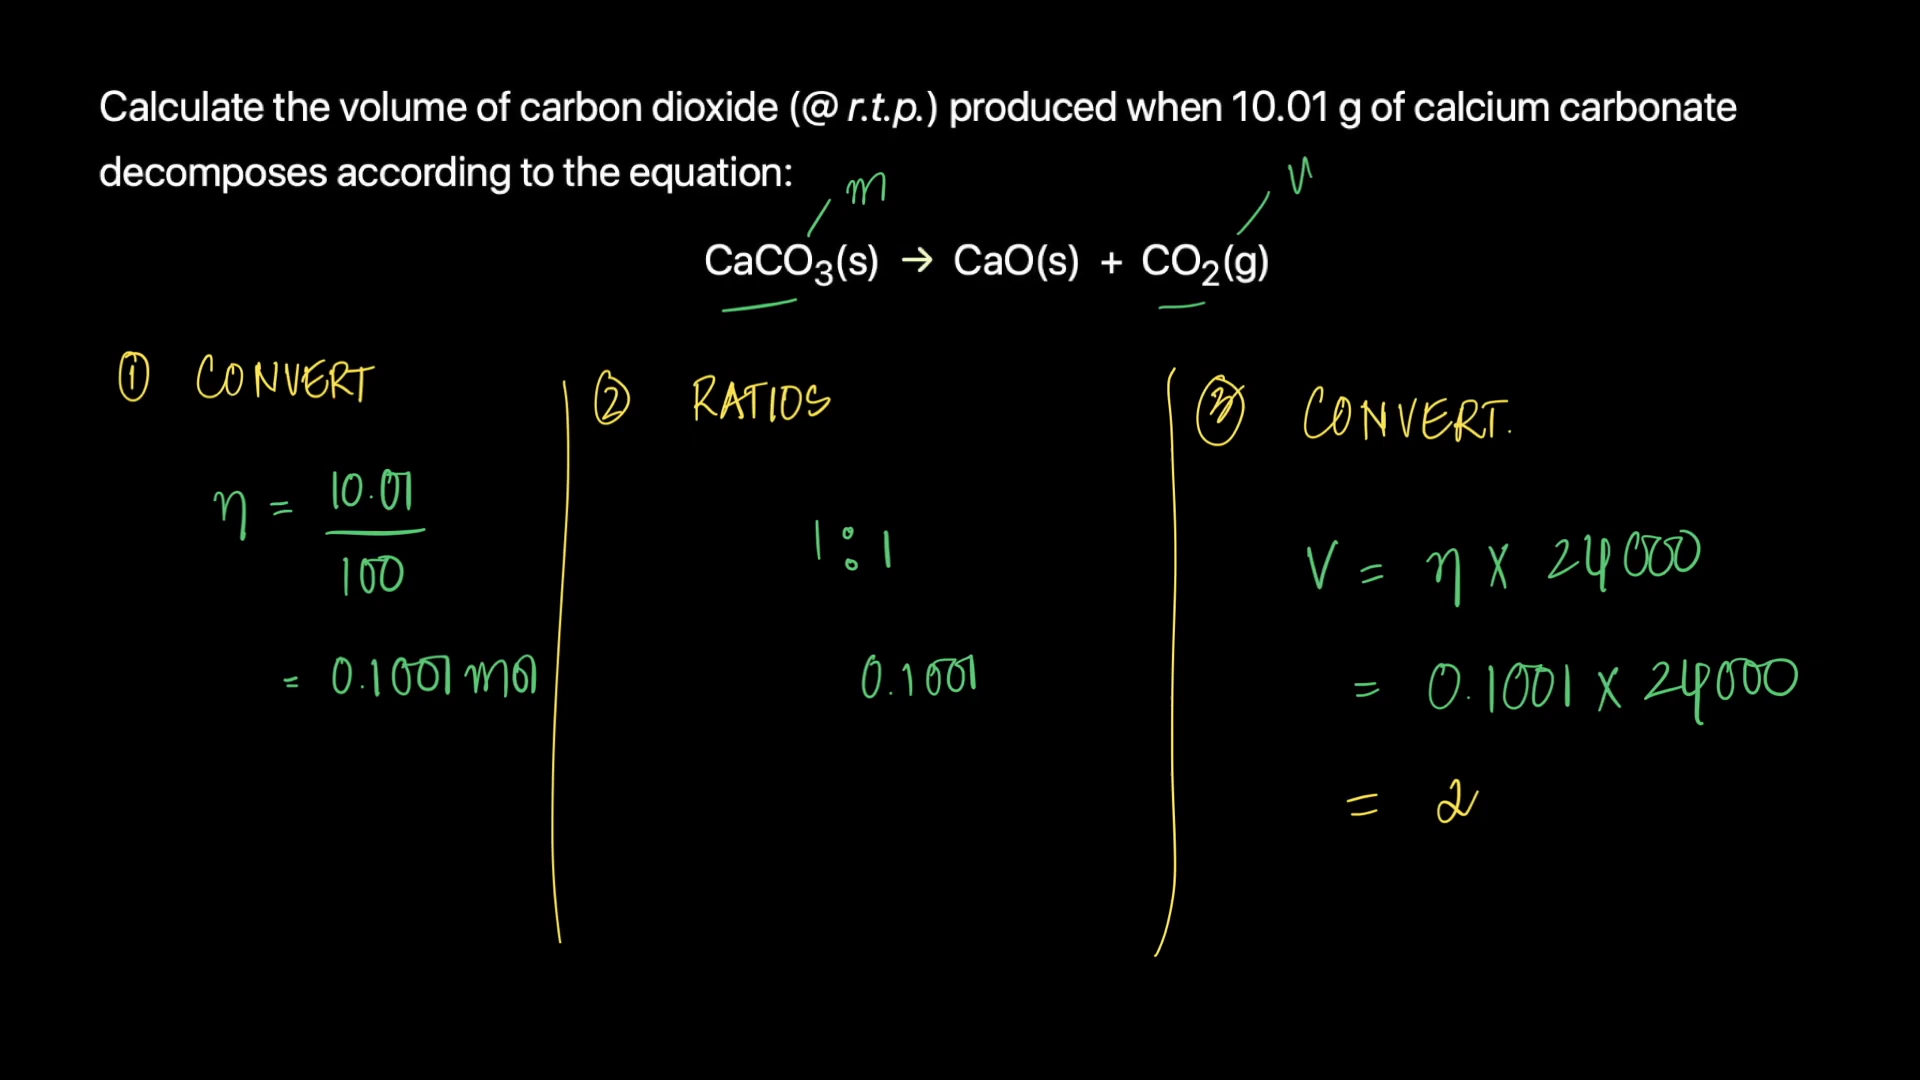 Calculate the volume of carbon dioxide (@ r.t.p.) produced when 10.01 g of calcium carbonate
decomposes according to the equation:
m
V
CaCO₃(s) → CaO(s) + CO₂(g)
① CONVERT
η = 10.01
100
= 0.1001 mol
② RATIOS
1 : 1
0.1001
③ CONVERT.
V = η x 24000
= 0.1001 x 24000
= 2